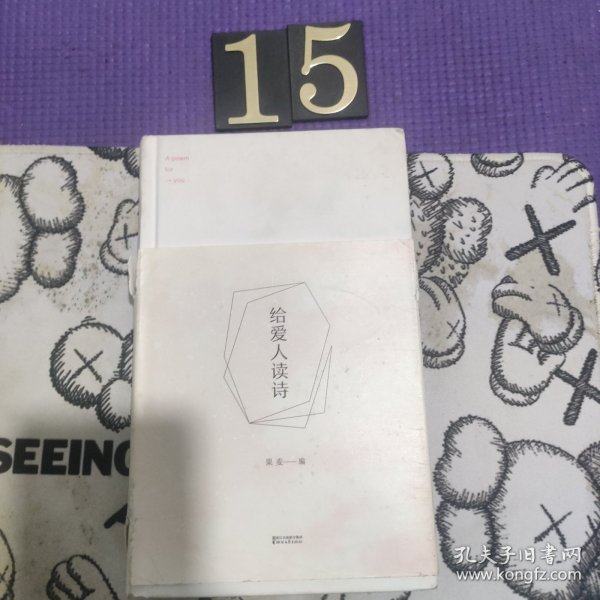 15
A poem
for
— you
给爱人读诗
果麦——编
SEEING
孔夫子旧书网
www.kongfz.com